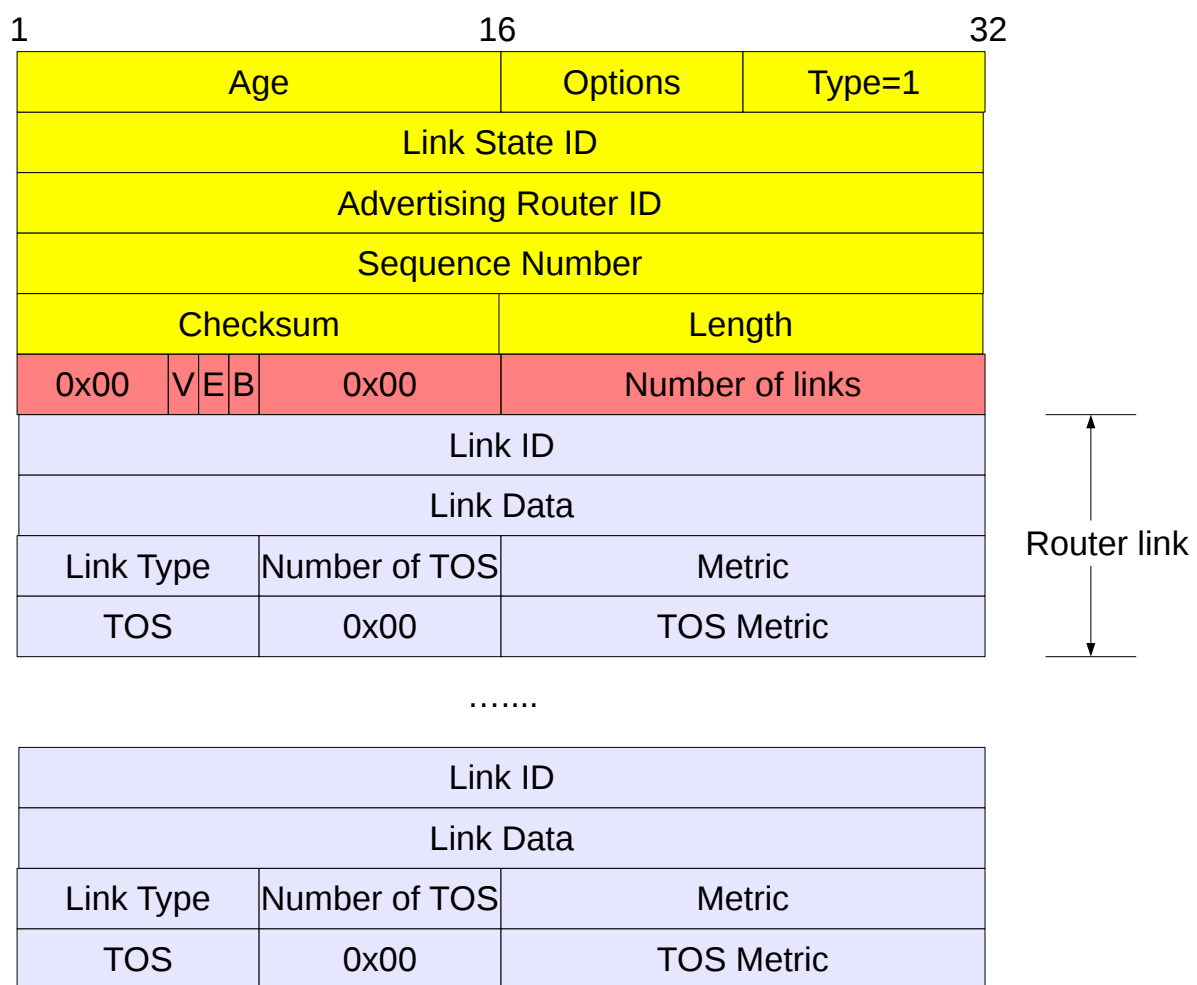 1 16 32
Age Options Type=1
Link State ID
Advertising Router ID
Sequence Number
Checksum Length
0x00 V E B 0x00 Number of links
Link ID
Link Data
Link Type Number of TOS Metric
Router link
TOS 0x00 TOS Metric
…....
Link ID
Link Data
Link Type Number of TOS Metric
TOS 0x00 TOS Metric